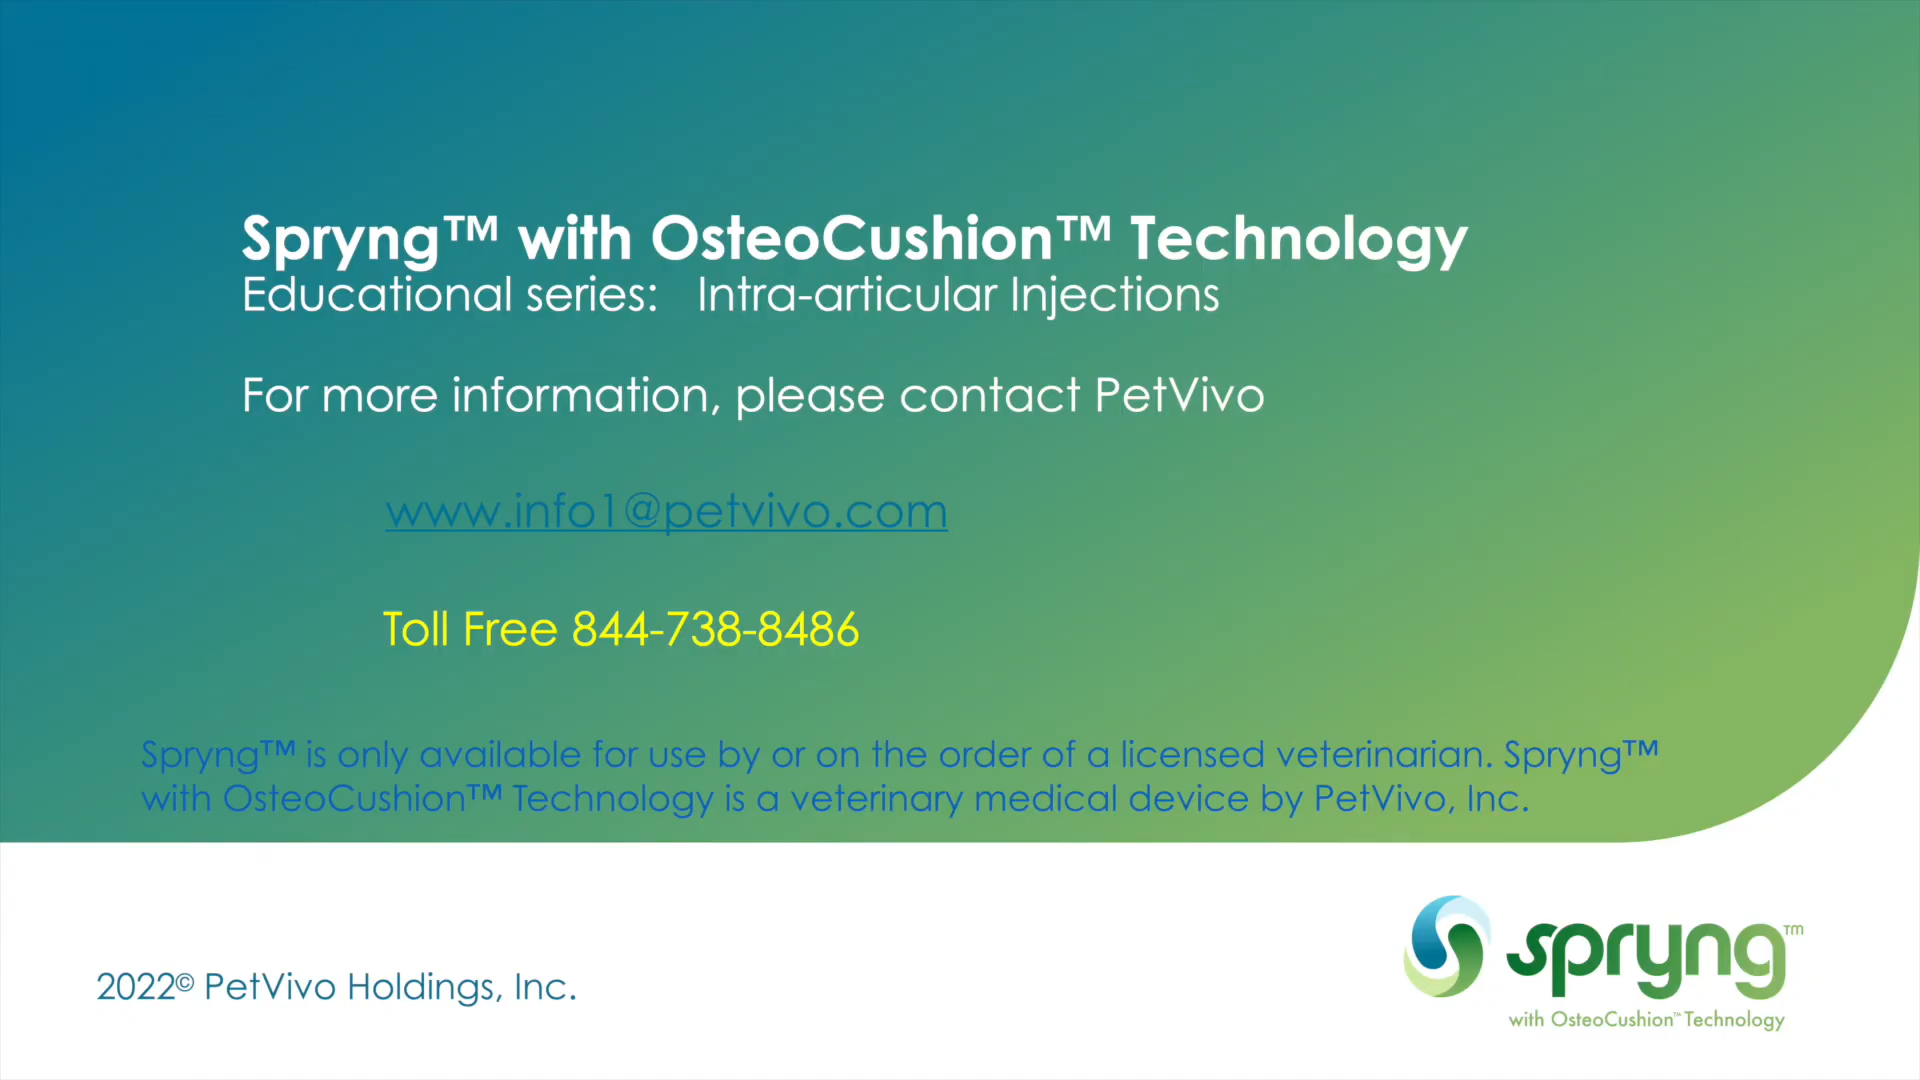 Spryng™ with OsteoCushion™ Technology
Educational series: Intra-articular Injections
For more information, please contact PetVivo
www.info1@petvivo.com
Toll Free 844-738-8486
Spryng™ is only available for use by or on the order of a licensed veterinarian. Spryng™
with OsteoCushion™ Technology is a veterinary medical device by PetVivo, Inc.
spryng™
with OsteoCushion™ Technology
2022© PetVivo Holdings, Inc.